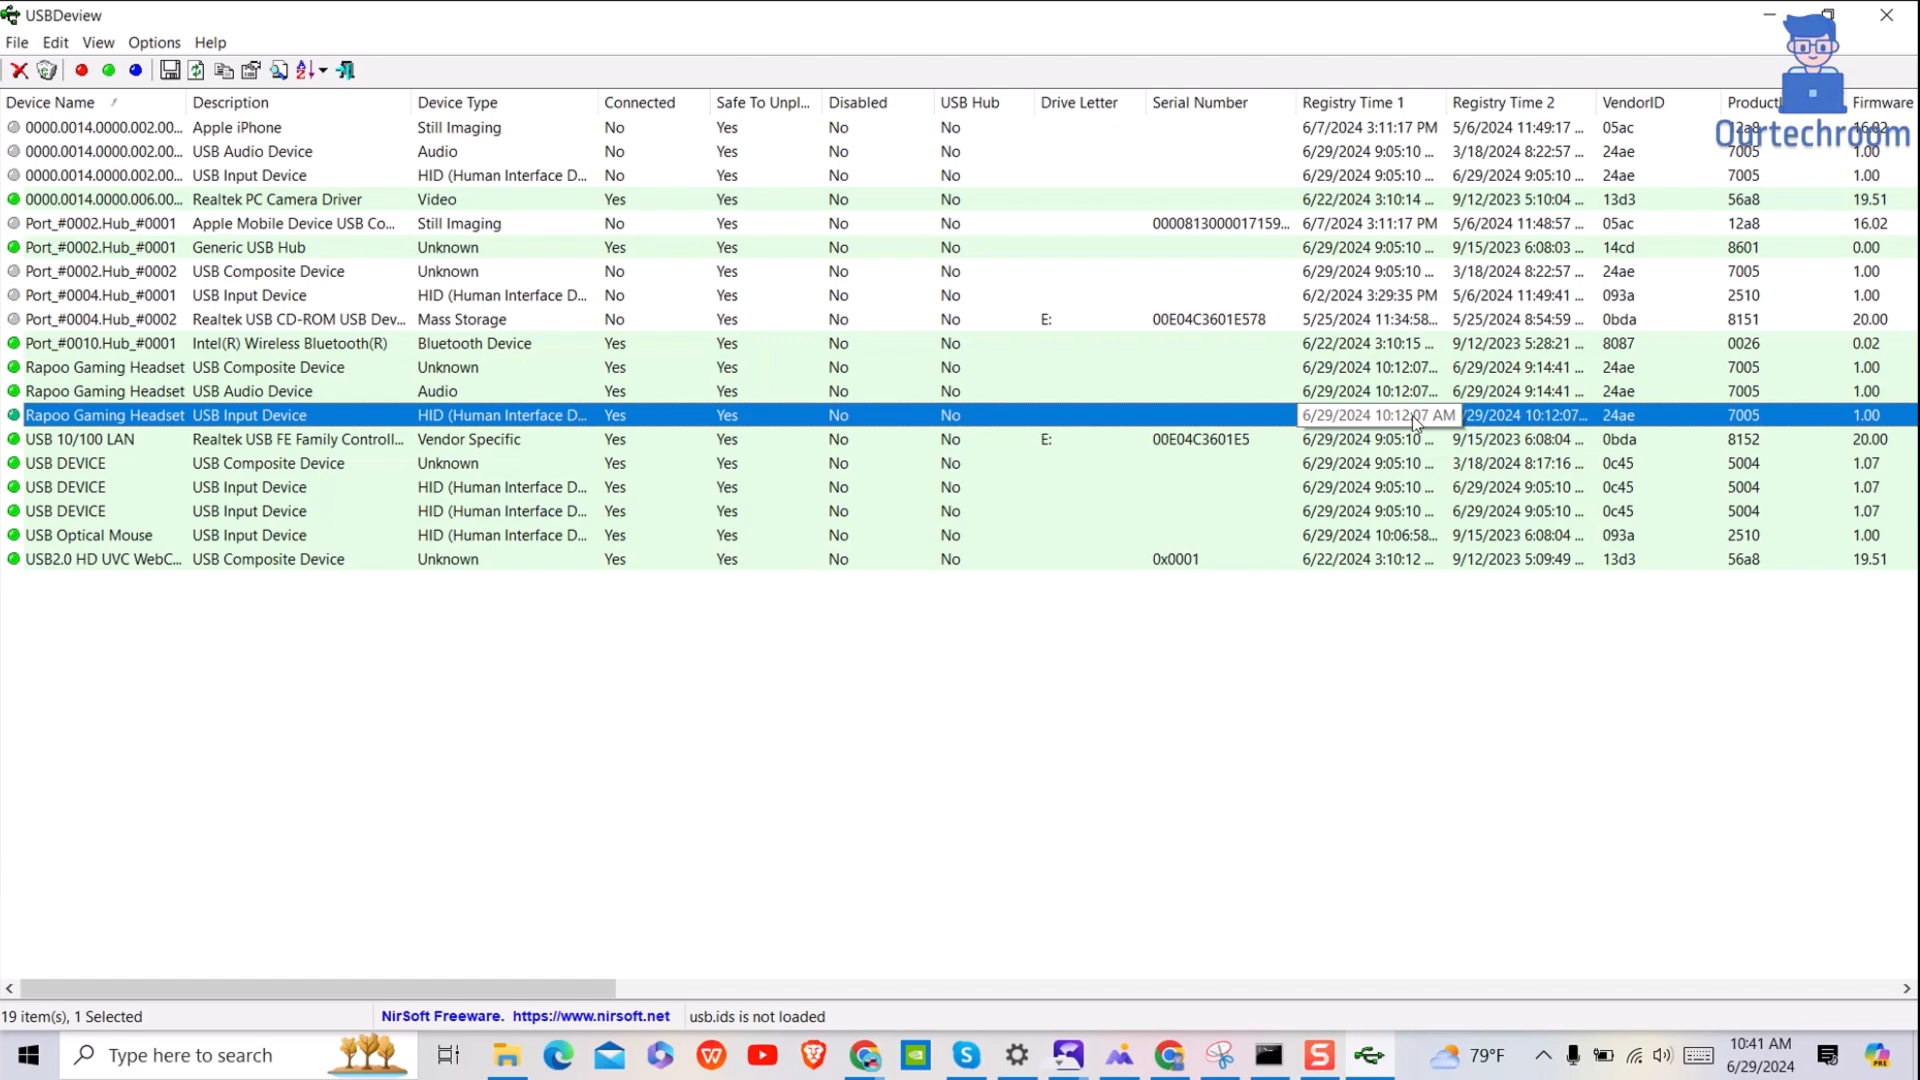 USBDeview
File Edit View Options Help
Device Name Description Device Type Connected Safe To Unpl... Disabled USB Hub Drive Letter Serial Number Registry Time 1 Registry Time 2 VendorID Firmware
0000.0014.0000.002.00... Apple iPhone Still Imaging No Yes No No 6/7/2024 3:11:17 PM 5/6/2024 11:49:17 ... 05ac 12a8 16.02
Ourtechroom
0000.0014.0000.002.00... USB Audio Device Audio No Yes No No 6/29/2024 9:05:10 ... 3/18/2024 8:22:57 ... 24ae 7005 1.00
0000.0014.0000.002.00... USB Input Device HID (Human Interface D... No Yes No No 6/29/2024 9:05:10 ... 6/29/2024 9:05:10 ... 24ae 7005 1.00
0000.0014.0000.006.00... Realtek PC Camera Driver Video Yes Yes No No 6/22/2024 3:10:14 ... 9/12/2023 5:10:04 ... 13d3 56a8 19.51
Port_#0002.Hub_#0001 Apple Mobile Device USB Co... Still Imaging No Yes No No 0000813000017159... 6/7/2024 3:11:17 PM 5/6/2024 11:48:57 ... 05ac 12a8 16.02
Port_#0002.Hub_#0001 Generic USB Hub Unknown Yes Yes No No 6/29/2024 9:05:10 ... 9/15/2023 6:08:03 ... 14cd 8601 0.00
Port_#0002.Hub_#0002 USB Composite Device Unknown No Yes No No 6/29/2024 9:05:10 ... 3/18/2024 8:22:57 ... 24ae 7005 1.00
Port_#0004.Hub_#0001 USB Input Device HID (Human Interface D... No Yes No No 6/2/2024 3:29:35 PM 5/6/2024 11:49:41 ... 093a 2510 1.00
Port_#0004.Hub_#0002 Realtek USB CD-ROM USB Dev... Mass Storage No Yes No No E: 00E04C3601E578 5/25/2024 11:34:58... 5/25/2024 8:54:59 ... 0bda 8151 20.00
Port_#0010.Hub_#0001 Intel(R) Wireless Bluetooth(R) Bluetooth Device Yes Yes No No 6/22/2024 3:10:15 ... 9/12/2023 5:28:21 ... 8087 0026 0.02
Rapoo Gaming Headset USB Composite Device Unknown Yes Yes No No 6/29/2024 10:12:07... 6/29/2024 9:14:41 ... 24ae 7005 1.00
Rapoo Gaming Headset USB Audio Device Audio Yes Yes No No 6/29/2024 10:12:07... 6/29/2024 9:14:41 ... 24ae 7005 1.00
Rapoo Gaming Headset USB Input Device HID (Human Interface D... Yes Yes No No 6/29/2024 10:12:07 AM /29/2024 10:12:07... 24ae 7005 1.00
USB 10/100 LAN Realtek USB FE Family Controll... Vendor Specific Yes Yes No No E: 00E04C3601E5 6/29/2024 9:05:10 ... 9/15/2023 6:08:04 ... 0bda 8152 20.00
USB DEVICE USB Composite Device Unknown Yes Yes No No 6/29/2024 9:05:10 ... 3/18/2024 8:17:16 ... 0c45 5004 1.07
USB DEVICE USB Input Device HID (Human Interface D... Yes Yes No No 6/29/2024 9:05:10 ... 6/29/2024 9:05:10 ... 0c45 5004 1.07
USB DEVICE USB Input Device HID (Human Interface D... Yes Yes No No 6/29/2024 9:05:10 ... 6/29/2024 9:05:10 ... 0c45 5004 1.07
USB Optical Mouse USB Input Device HID (Human Interface D... Yes Yes No No 6/29/2024 10:06:58... 9/15/2023 6:08:04 ... 093a 2510 1.00
USB2.0 HD UVC WebC... USB Composite Device Unknown Yes Yes No No 0x0001 6/22/2024 3:10:12 ... 9/12/2023 5:09:49 ... 13d3 56a8 19.51
19 item(s), 1 Selected NirSoft Freeware. https://www.nirsoft.net usb.ids is not loaded
Type here to search 79°F 10:41 AM
6/29/2024